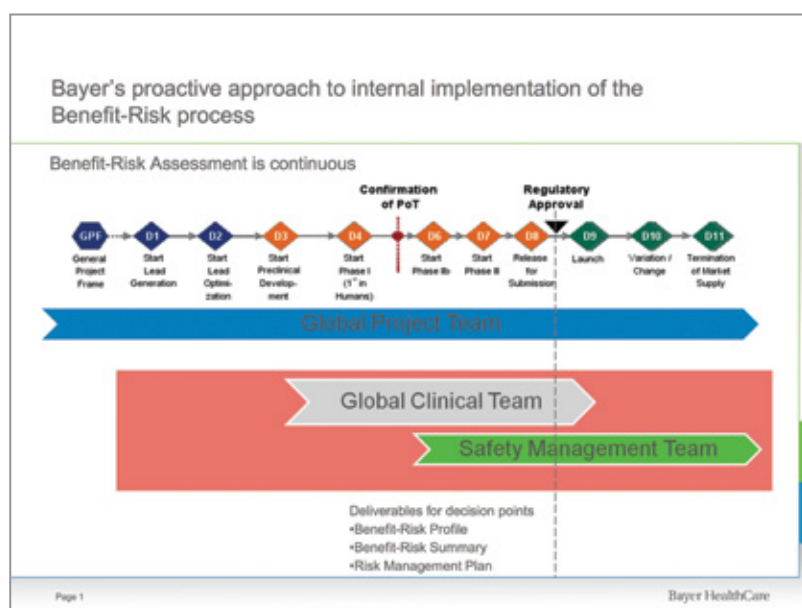 Bayer's proactive approach to internal implementation of the
Benefit-Risk process
Benefit-Risk Assessment is continuous
Confirmation
of PoT
Regulatory
Approval
GPF
D1
D2
D3
D4
D6
D7
D8
D9
D10
D11
General
Project
Frame
Start
Lead
Generation
Start
Lead
Optimi-
zation
Start
Preclinical
Develop-
ment
Start
Phase I
(1st in
Humans)
Start
Phase IIb
Start
Phase III
Release
for
Submission
Launch
Variation /
Change
Termination
of Market
Supply
Global Project Team
Global Clinical Team
Safety Management Team
Deliverables for decision points
•Benefit-Risk Profile
•Benefit-Risk Summary
•Risk Management Plan
Page 1
Bayer HealthCare